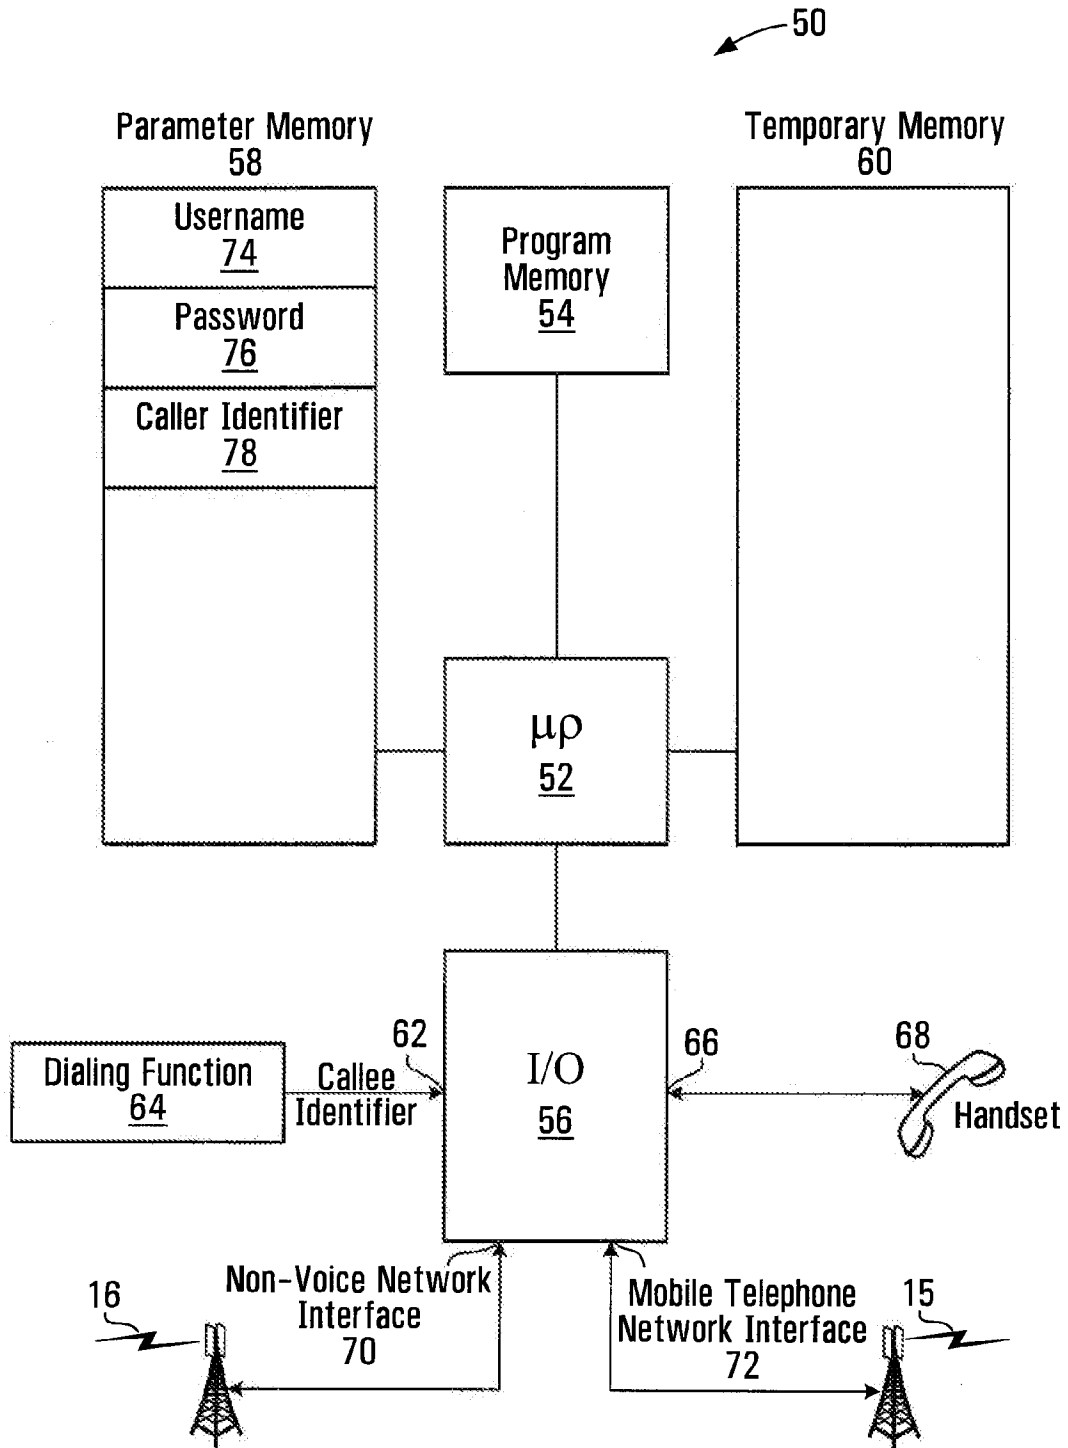 50
Parameter Memory
58
Temporary Memory
60
Username
74
Program
Memory
54
Password
76
Caller Identifier
78
μρ
52
62
66
68
Dialing Function
64
Callee
Identifier
I/O
56
Handset
16
Non-Voice Network
Interface
70
Mobile Telephone
Network Interface
72
15